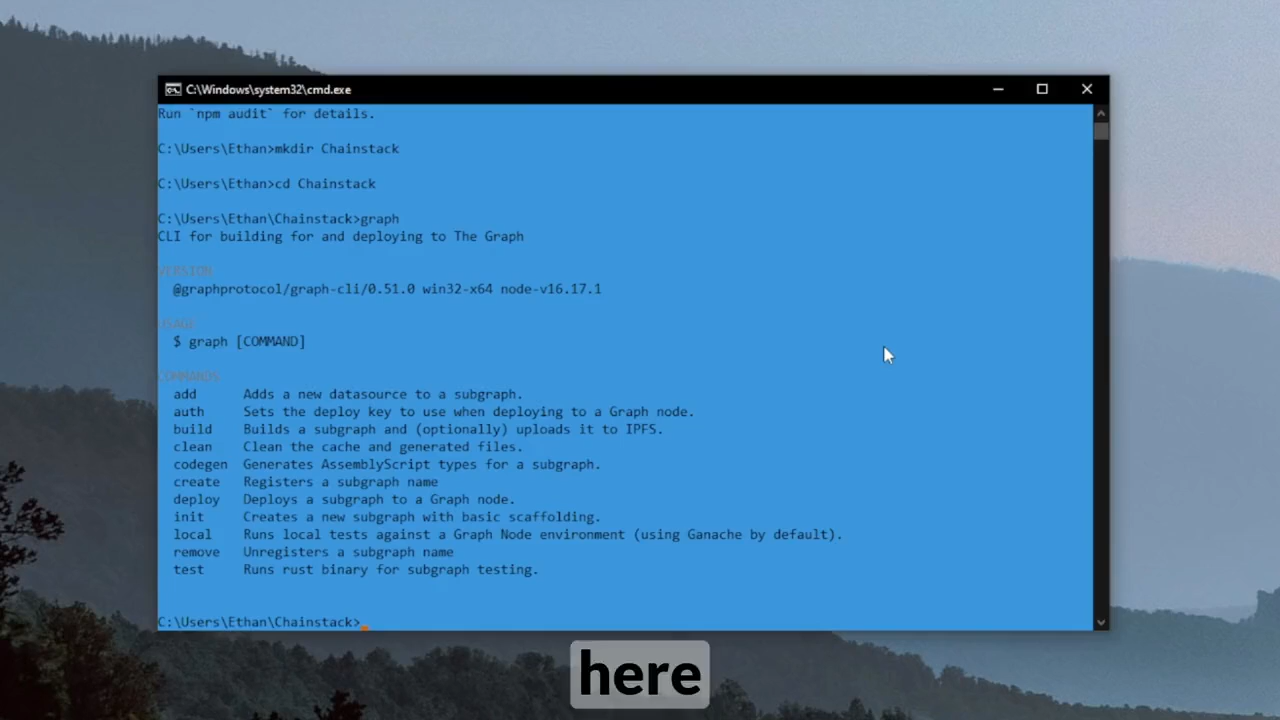 C:\Windows\system32\cmd.exe
Run `npm audit` for details.
C:\Users\Ethan>mkdir Chainstack
C:\Users\Ethan>cd Chainstack
C:\Users\Ethan\Chainstack>graph
CLI for building for and deploying to The Graph
VERSION
@graphprotocol/graph-cli/0.51.0 win32-x64 node-v16.17.1
USAGE
$ graph [COMMAND]
COMMANDS
add Adds a new datasource to a subgraph.
auth Sets the deploy key to use when deploying to a Graph node.
build Builds a subgraph and (optionally) uploads it to IPFS.
clean Clean the cache and generated files.
codegen Generates AssemblyScript types for a subgraph.
create Registers a subgraph name
deploy Deploys a subgraph to a Graph node.
init Creates a new subgraph with basic scaffolding.
local Runs local tests against a Graph Node environment (using Ganache by default).
remove Unregisters a subgraph name
test Runs rust binary for subgraph testing.
C:\Users\Ethan\Chainstack>
here